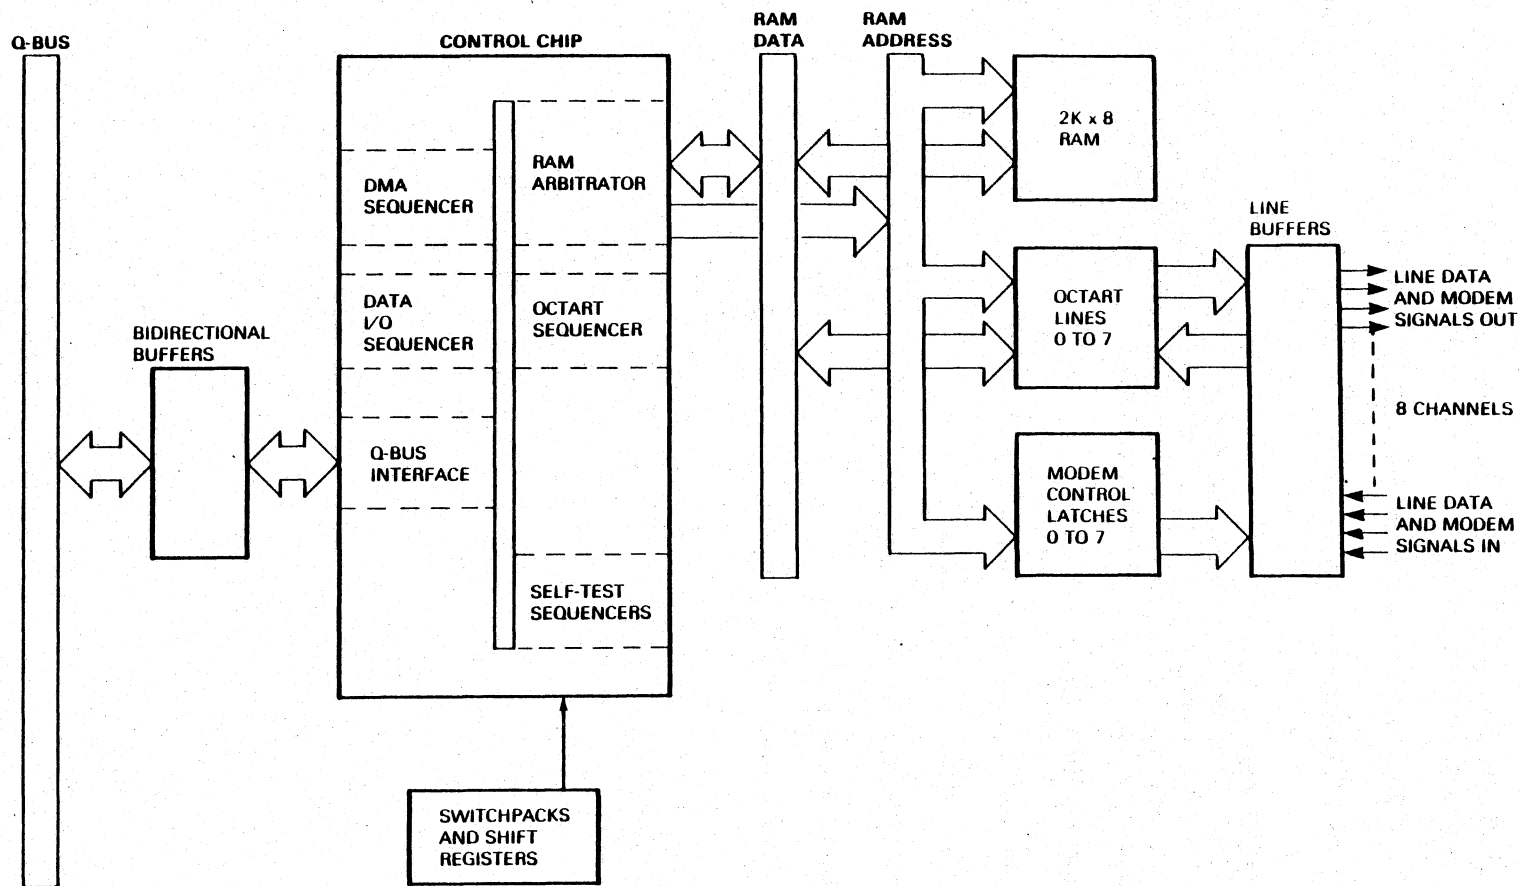 Q-BUS
CONTROL CHIP
RAM
DATA
RAM
ADDRESS
2K x 8
RAM
DMA
SEQUENCER
RAM
ARBITRATOR
LINE
BUFFERS
DATA
I/O
SEQUENCER
OCTART
SEQUENCER
OCTART
LINES
0 TO 7
LINE DATA
AND MODEM
SIGNALS OUT
BIDIRECTIONAL
BUFFERS
8 CHANNELS
Q-BUS
INTERFACE
MODEM
CONTROL
LATCHES
0 TO 7
LINE DATA
AND MODEM
SIGNALS IN
SELF-TEST
SEQUENCERS
SWITCHPACKS
AND SHIFT
REGISTERS